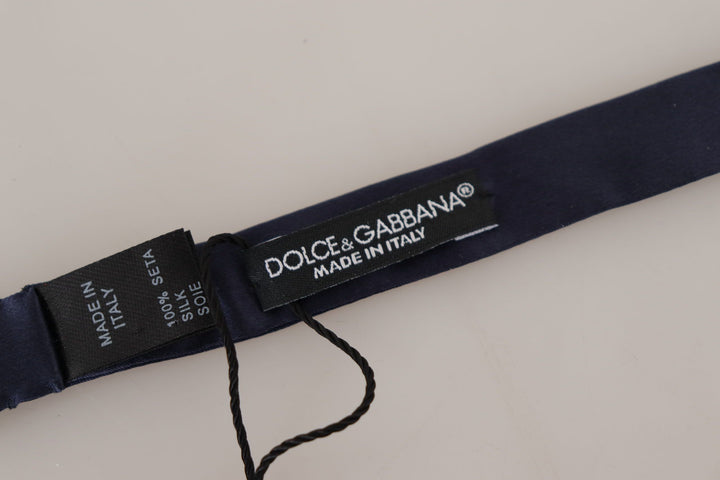 MADE IN
ITALY
100% SETA
SILK
SOIE
DOLCE & GABBANA®
MADE IN ITALY